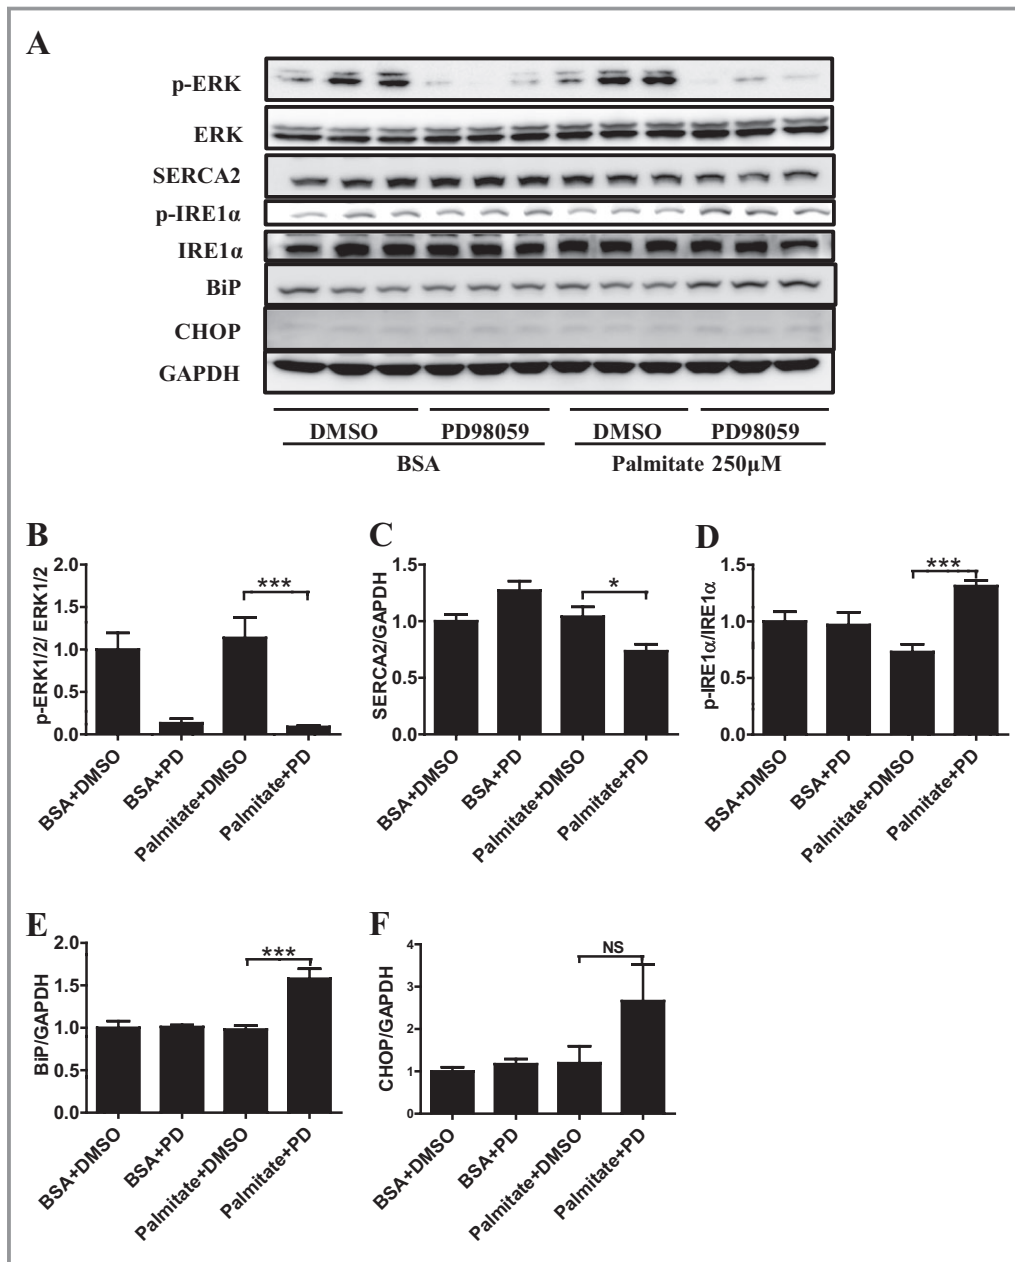 A
p-ERK
ERK
SERCA2
p-IRE1α
IRE1α
BiP
CHOP
GAPDH
DMSO PD98059 DMSO PD98059
BSA Palmitate 250μM
B
p-ERK1/2/ ERK1/2
2.0
1.5
1.0
0.5
0.0
***
BSA+DMSO
BSA+PD
Palmitate+DMSO
Palmitate+PD
C
SERCA2/GAPDH
1.5
1.0
0.5
0.0
*
BSA+DMSO
BSA+PD
Palmitate+DMSO
Palmitate+PD
D
p-IRE1α/IRE1α
1.5
1.0
0.5
0.0
***
BSA+DMSO
BSA+PD
Palmitate+DMSO
Palmitate+PD
E
BiP/GAPDH
2.0
1.5
1.0
0.5
0.0
***
BSA+DMSO
BSA+PD
Palmitate+DMSO
Palmitate+PD
F
CHOP/GAPDH
4
3
2
1
0
NS
BSA+DMSO
BSA+PD
Palmitate+DMSO
Palmitate+PD